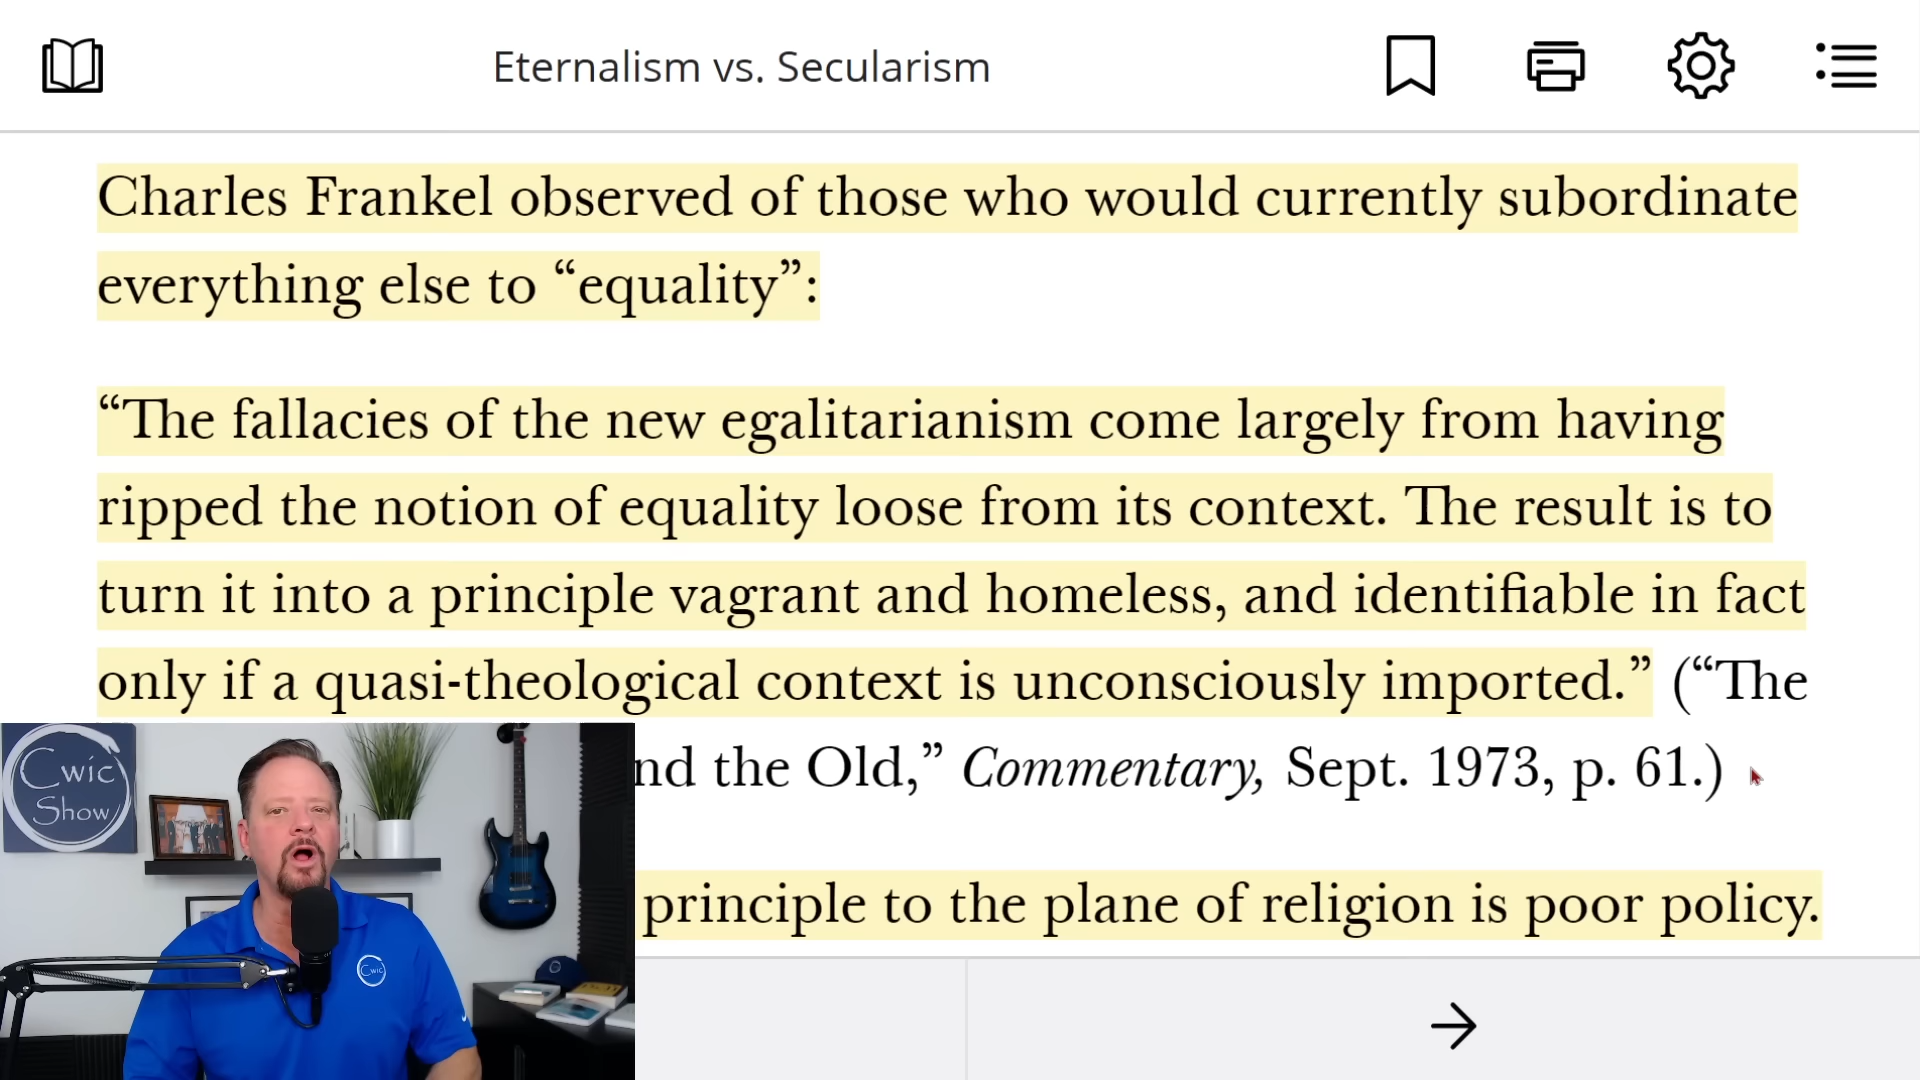 Eternalism vs. Secularism
Charles Frankel observed of those who would currently subordinate
everything else to “equality”:
“The fallacies of the new egalitarianism come largely from having
ripped the notion of equality loose from its context. The result is to
turn it into a principle vagrant and homeless, and identifiable in fact
only if a quasi-theological context is unconsciously imported.” (“The
nd the Old,” Commentary, Sept. 1973, p. 61.)
principle to the plane of religion is poor policy.
Cwic
Show
Cwic